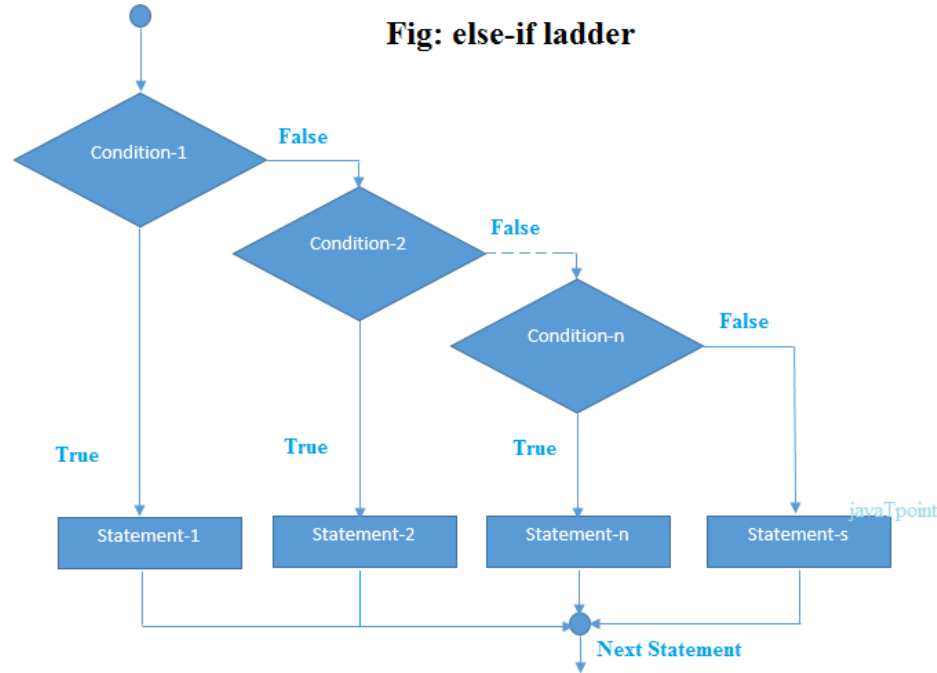 Fig: else-if ladder
Condition-1
False
Condition-2
False
Condition-n
False
True
True
True
Statement-1
Statement-2
Statement-n
Statement-s
javaTpoint
Next Statement